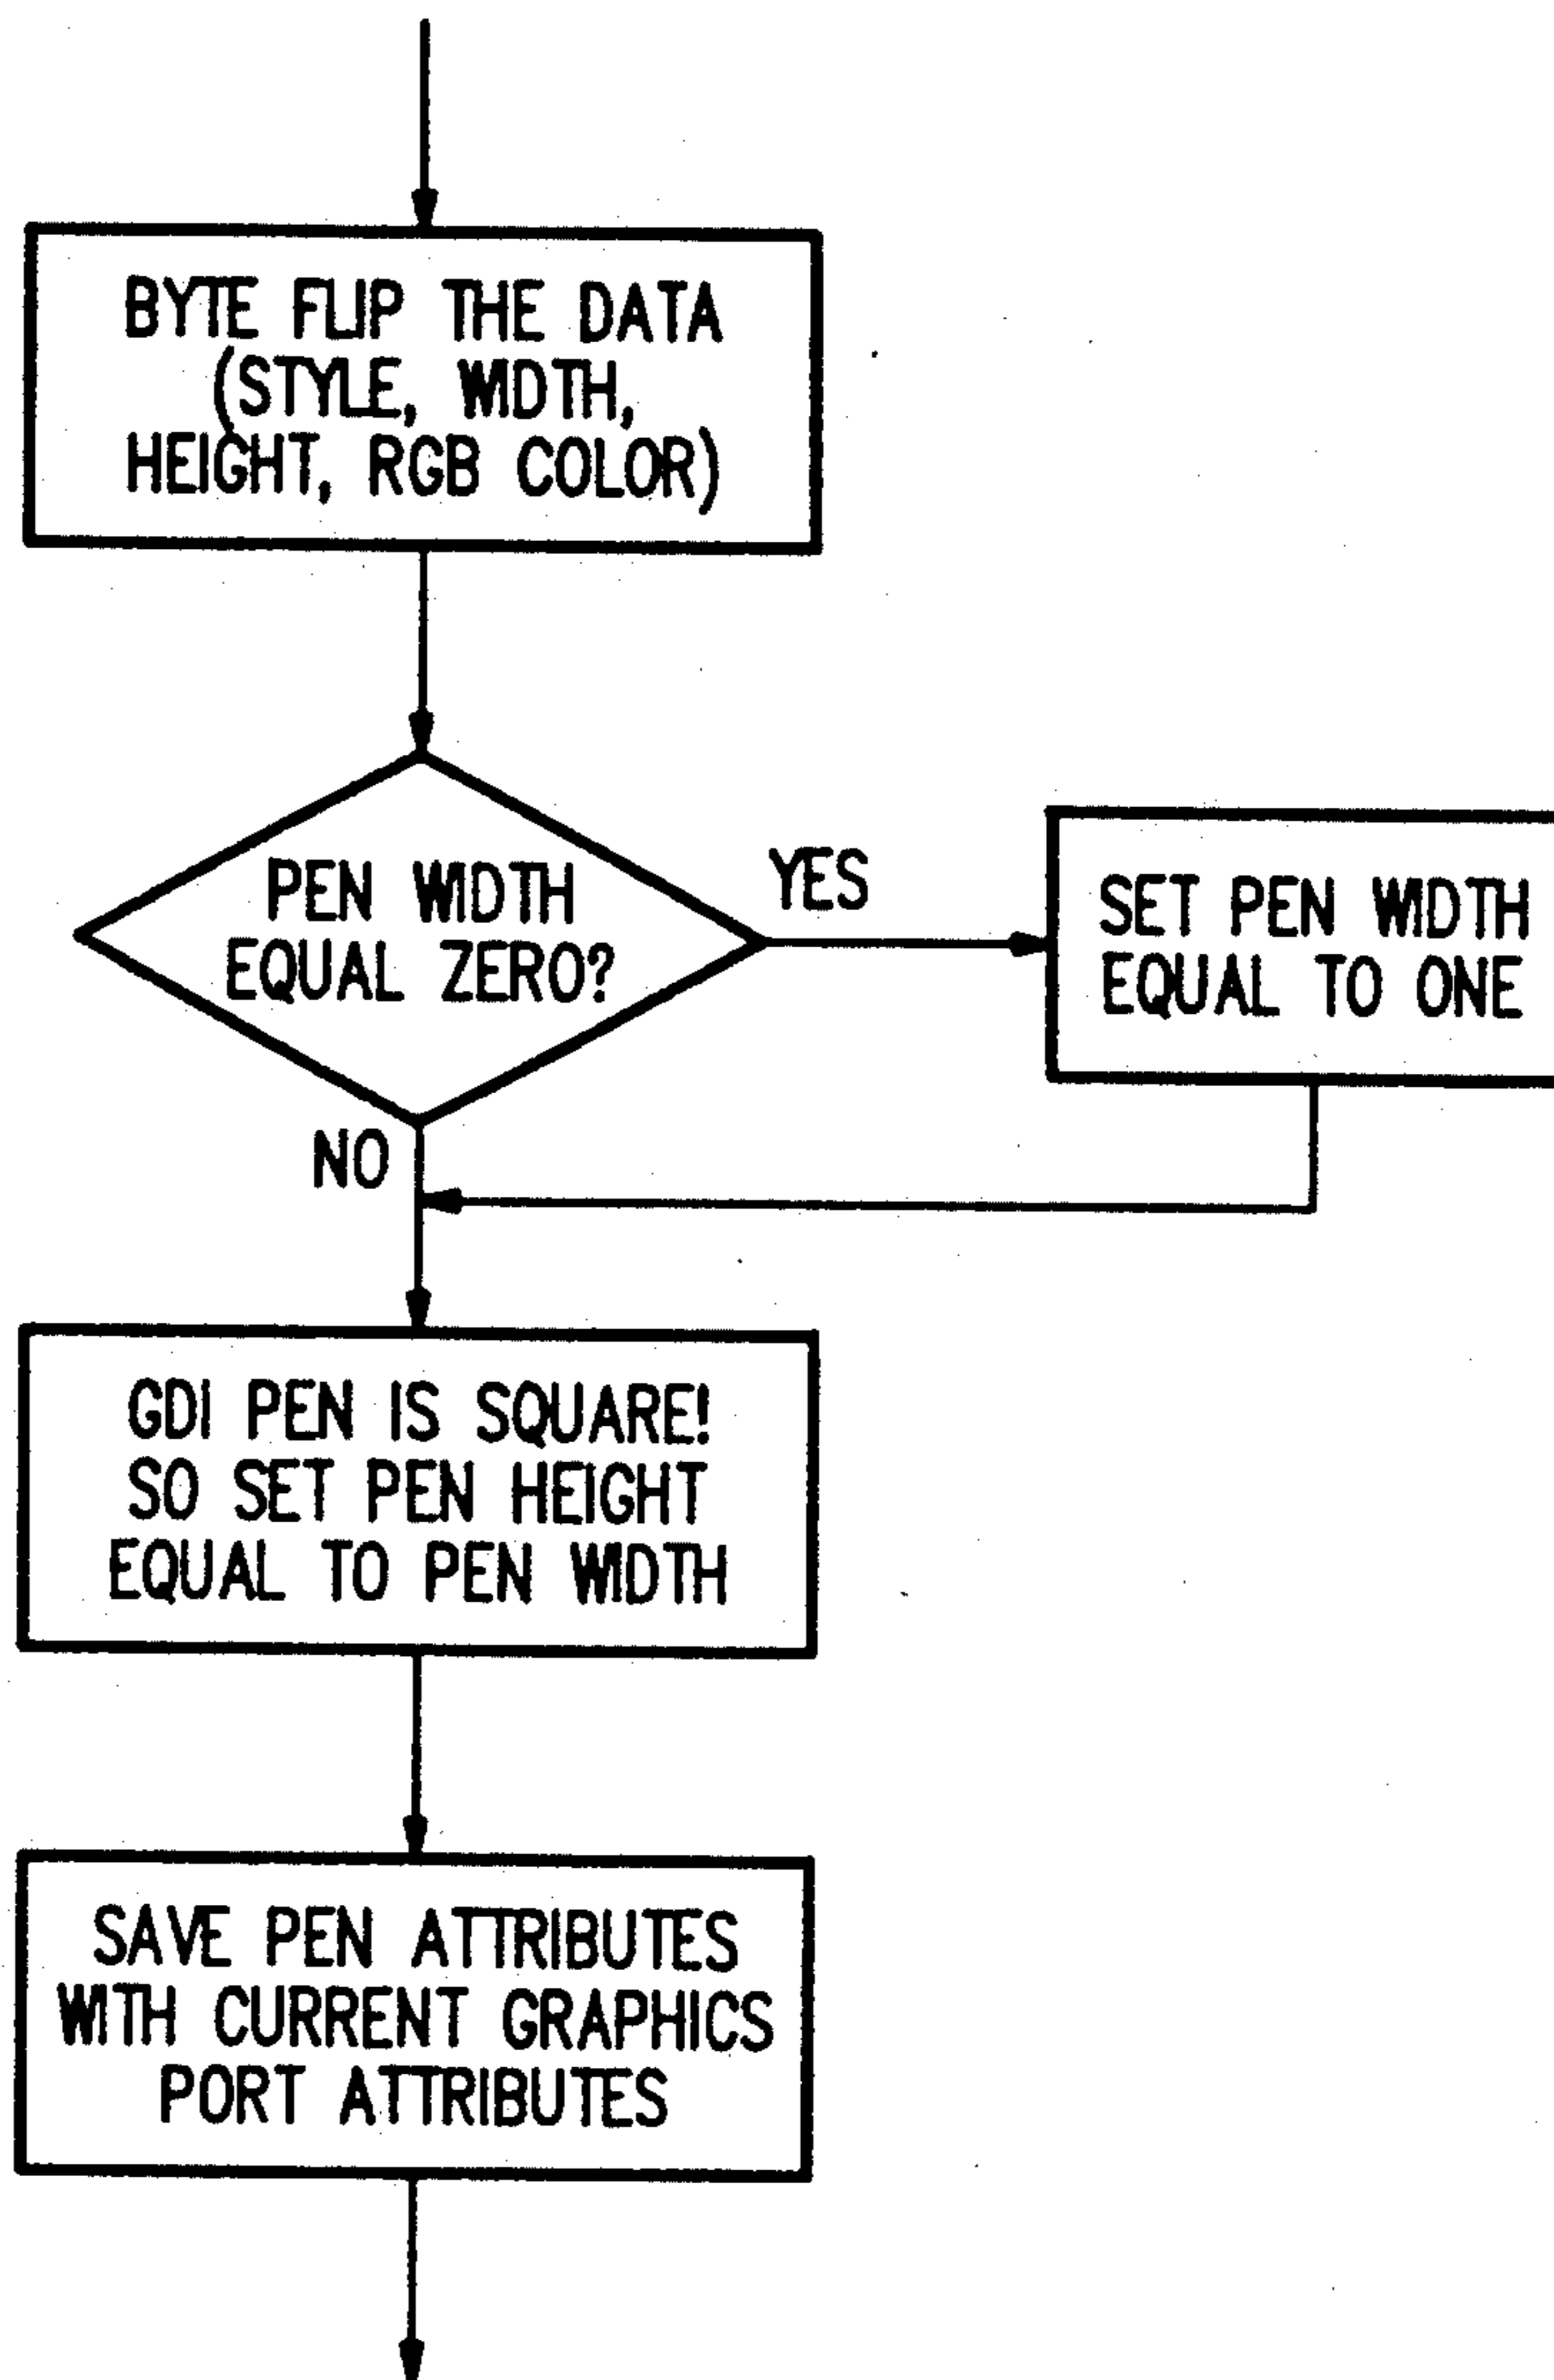 BYTE FLIP THE DATA
(STYLE, WIDTH,
HEIGHT, RGB COLOR)
PEN WIDTH
EQUAL ZERO?
YES
SET PEN WIDTH
EQUAL TO ONE
NO
GDI PEN IS SQUARE!
SO SET PEN HEIGHT
EQUAL TO PEN WIDTH
SAVE PEN ATTRIBUTES
WITH CURRENT GRAPHICS
PORT ATTRIBUTES